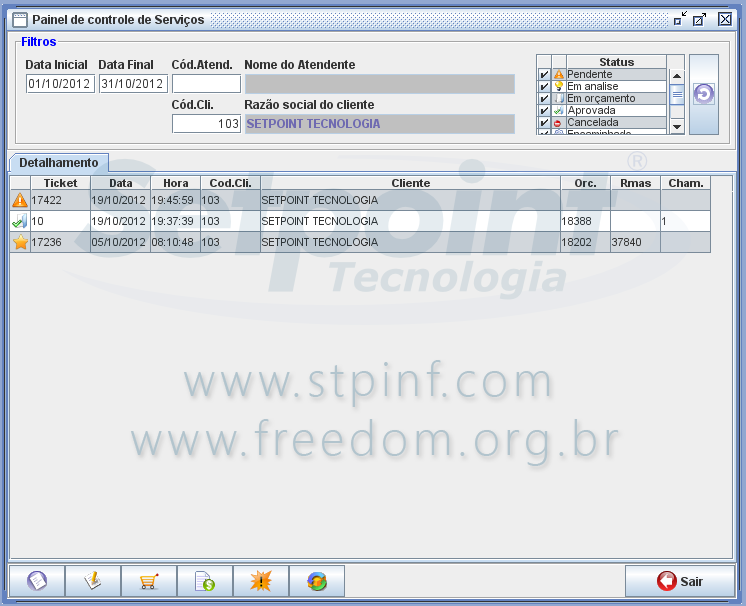 Painel de controle de Serviços
Filtros
Data Inicial Data Final Cód.Atend. Nome do Atendente
01/10/2012 31/10/2012
Cód.Cli. Razão social do cliente
103 SETPOINT TECNOLOGIA
Status
Pendente
Em analise
Em orçamento
Aprovada
Cancelada
Encaminhado
Detalhamento
Ticket Data Hora Cod.Cli. Cliente Orc. Rmas Cham.
17422 19/10/2012 19:45:59 103 SETPOINT TECNOLOGIA
10 19/10/2012 19:37:39 103 SETPOINT TECNOLOGIA 18388 1
17236 05/10/2012 08:10:48 103 SETPOINT TECNOLOGIA 18202 37840
Setpoint ®
Tecnologia
www.stpinf.com
www.freedom.org.br
Sair